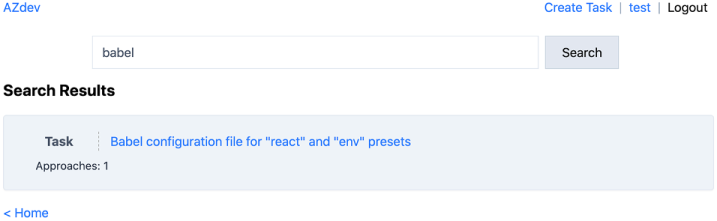 AZdev Create Task | test | Logout
babel Search
Search Results
Task Babel configuration file for "react" and "env" presets
Approaches: 1
< Home